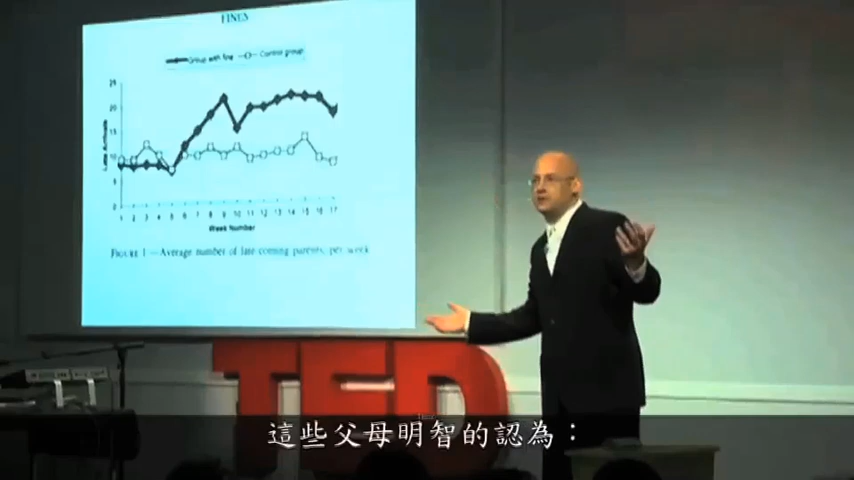 FINES
Group with fine Control group
25
20
15
10
5
0
Late Arrivals
1 2 3 4 5 6 7 8 9 10 11 12 13 14 15 16 17
Week Number
FIGURE 1.—Average number of late-coming parents, per week
TED
這些父母明智的認為：